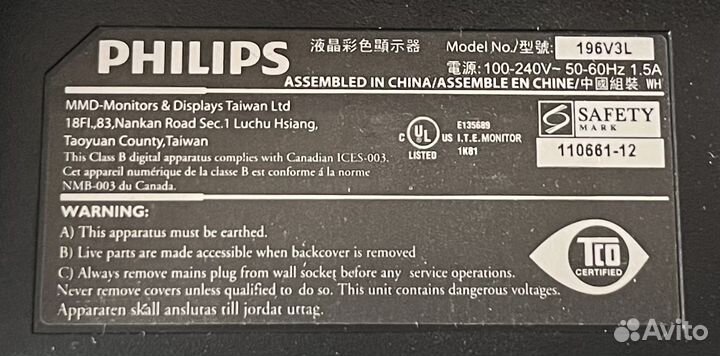 PHILIPS 液晶彩色顯示器 Model No./型號: 196V3L
電源: 100-240V~ 50-60Hz 1.5A
ASSEMBLED IN CHINA/ASSEMBLE EN CHINE/中國組裝 WH
MMD-Monitors & Displays Taiwan Ltd
18Fl.,83,Nankan Road Sec.1 Luchu Hsiang,
Taoyuan County,Taiwan
This Class B digital apparatus complies with Canadian ICES-003.
Cet appareil numérique de la classe B est conforme á la norme
NMB-003 du Canada.
C UL US
LISTED
E135689
I.T.E. MONITOR
1K61
S SAFETY
MARK
110661-12
WARNING:
A) This apparatus must be earthed.
B) Live parts are made accessible when backcover is removed
C) Always remove mains plug from wall socket before any service operations.
Never remove covers unless qualified to do so. This unit contains dangerous voltages.
Apparaten skall anslutas till jordat uttag.
TCO
CERTIFIED
Avito